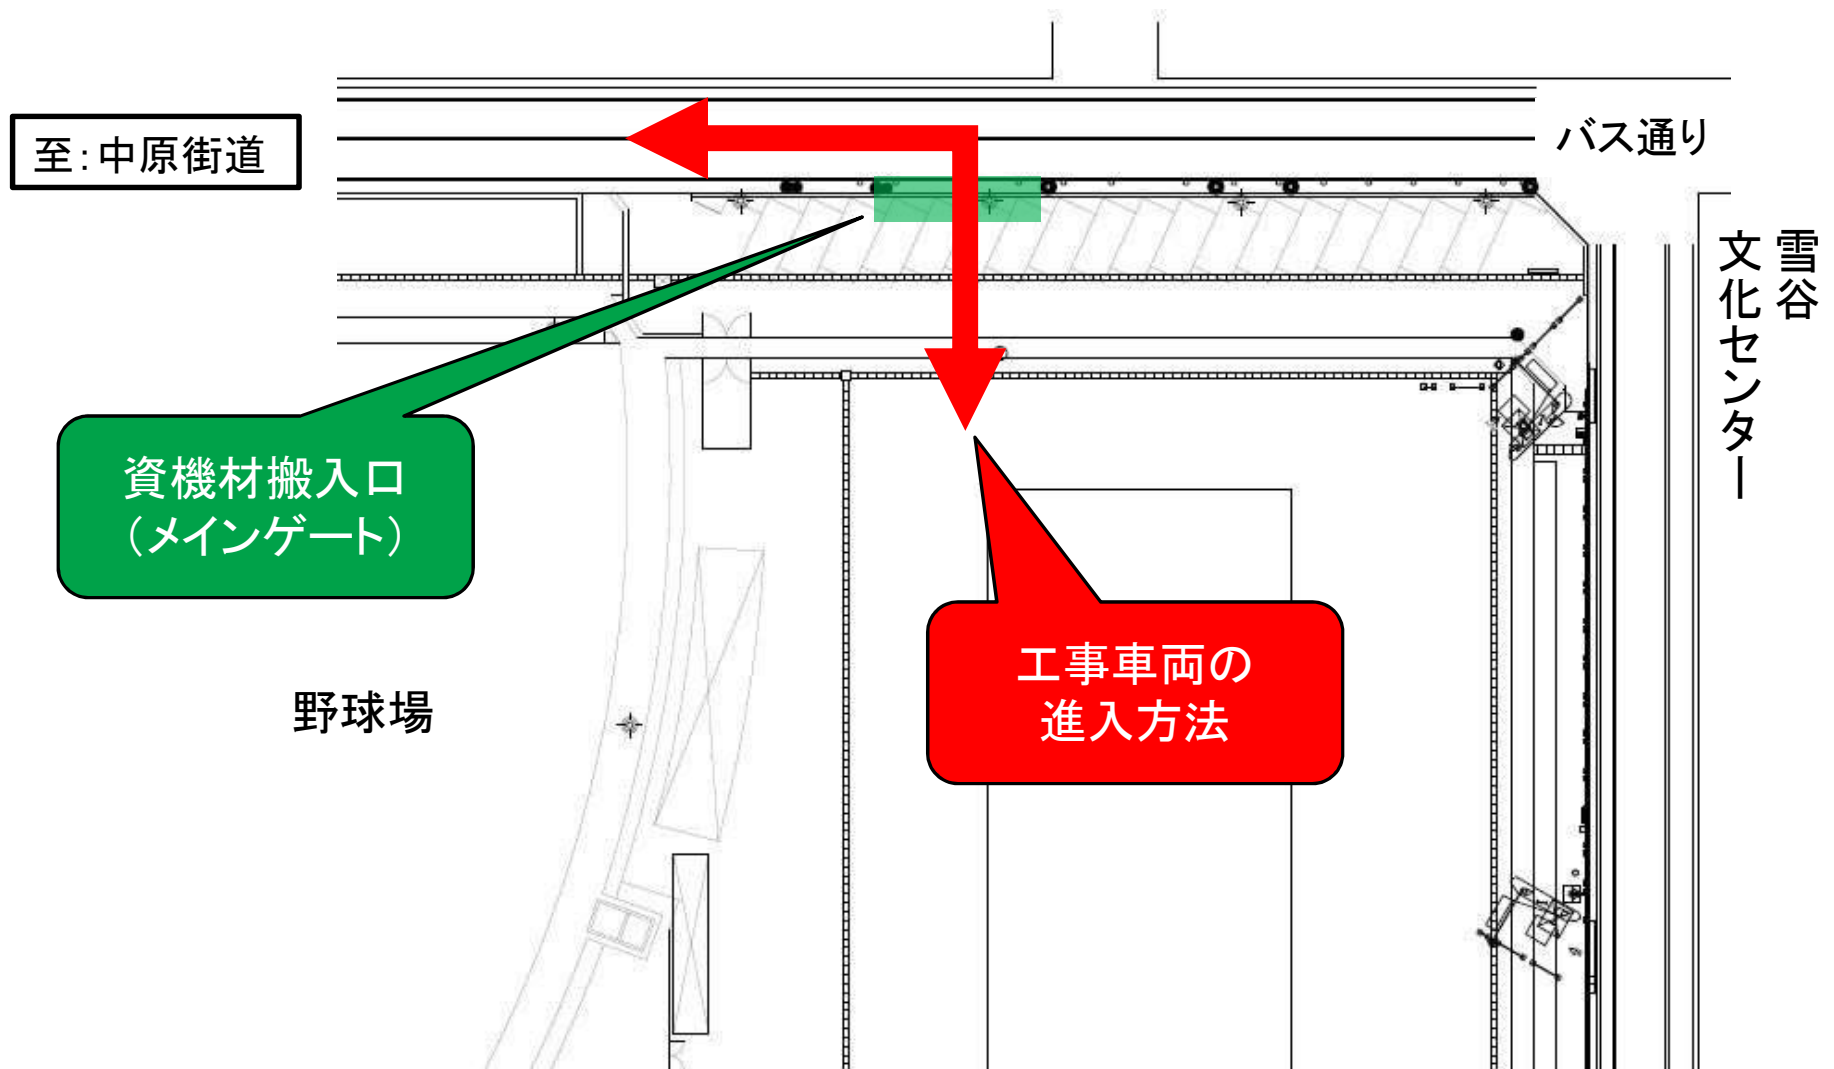 至:中原街道
バス通り
雪谷
文化センター
資機材搬入口
(メインゲート)
工事車両の
進入方法
野球場